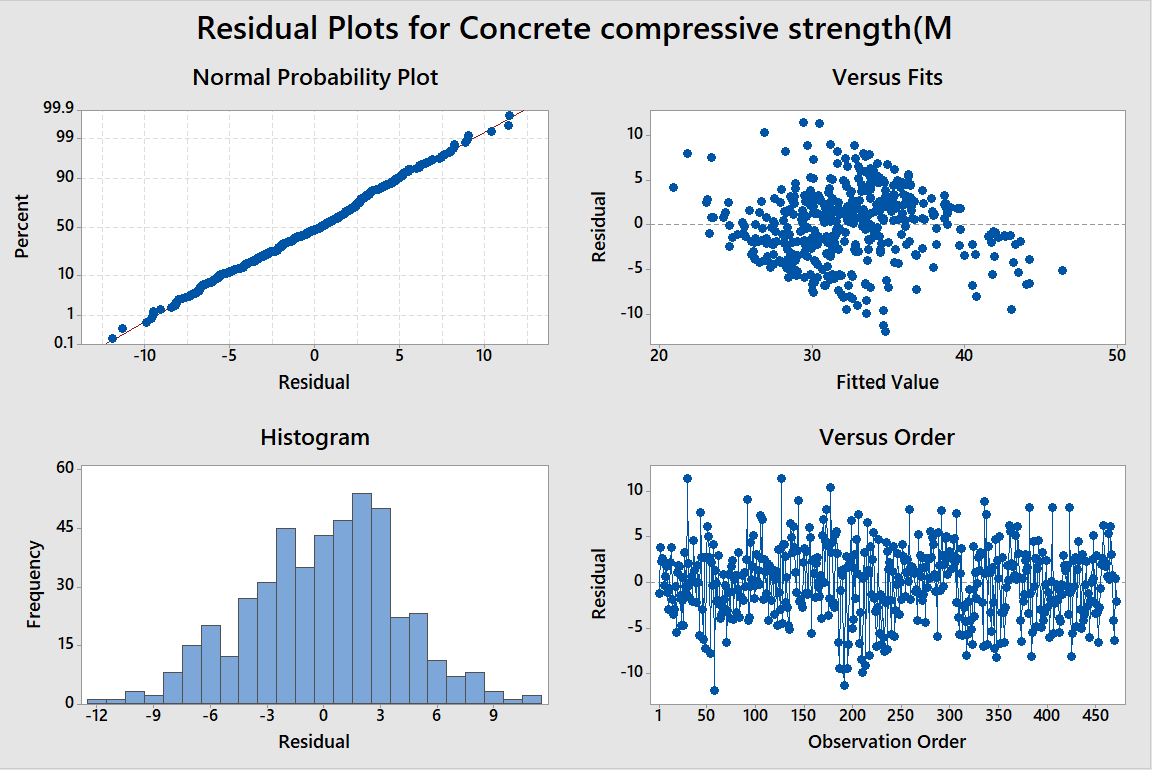 Residual Plots for Concrete compressive strength(M
Normal Probability Plot
99.9
99
90
50
10
1
0.1
Percent
-10 -5 0 5 10
Residual
Versus Fits
10
5
0
-5
-10
Residual
20 30 40 50
Fitted Value
Histogram
60
45
30
15
0
Frequency
-12 -9 -6 -3 0 3 6 9
Residual
Versus Order
10
5
0
-5
-10
Residual
1 50 100 150 200 250 300 350 400 450
Observation Order